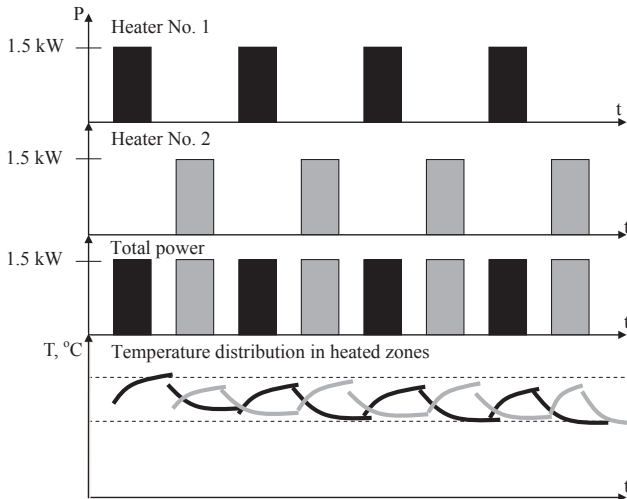 P
Heater No. 1
1.5 kW
t
Heater No. 2
1.5 kW
t
Total power
1.5 kW
t
T, °C
Temperature distribution in heated zones
t